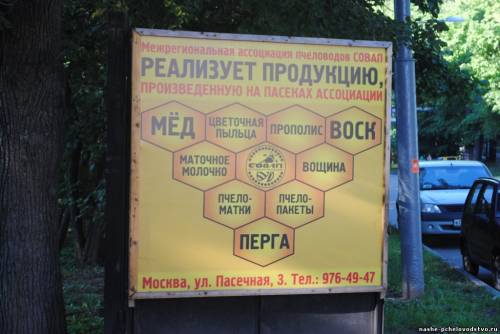 Межрегиональная ассоциация пчеловодов СОВАП
РЕАЛИЗУЕТ ПРОДУКЦИЮ,
ПРОИЗВЕДЕННУЮ НА ПАСЕКАХ АССОЦИАЦИИ
МЁД
ЦВЕТОЧНАЯ
ПЫЛЬЦА
ПРОПОЛИС
ВОСК
МАТОЧНОЕ
МОЛОЧКО
СОВАП
ВОЩИНА
ПЧЕЛО-
МАТКИ
ПЧЕЛО-
ПАКЕТЫ
ПЕРГА
Москва, ул. Пасечная, 3. Тел.: 976-49-47
nashe-pchelovodstvo.ru